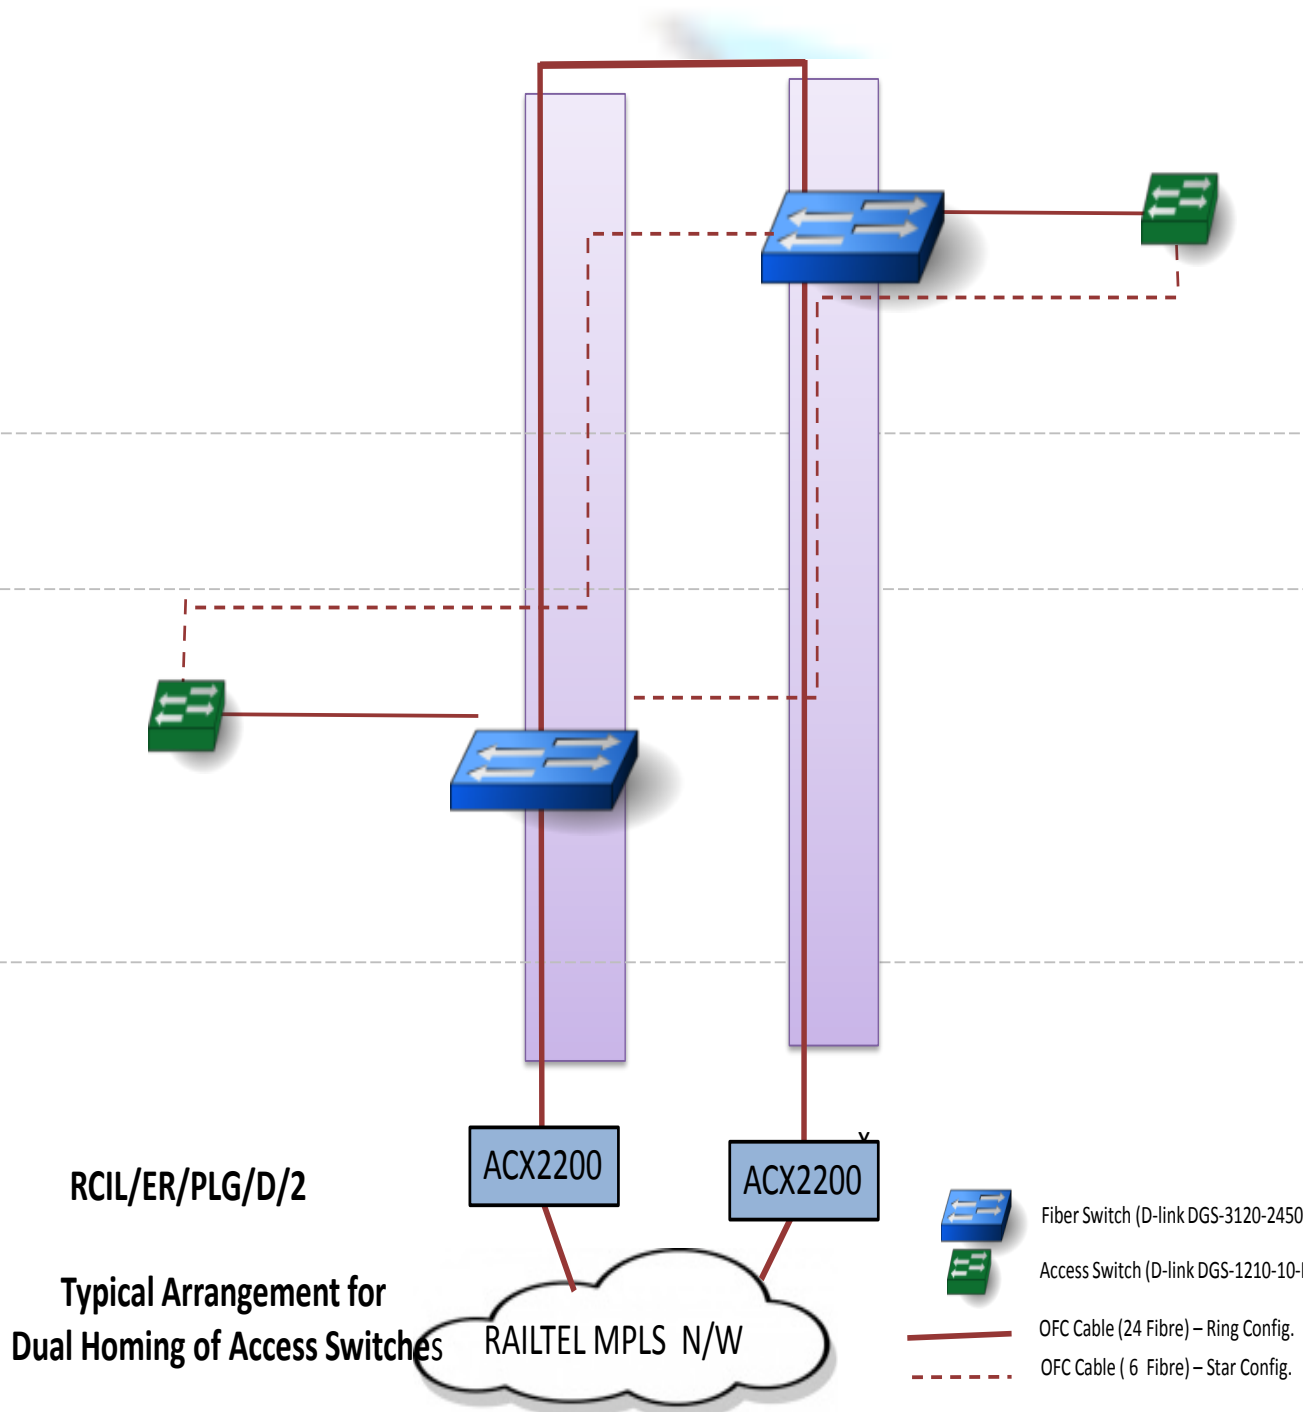 ACX2200
ACX2200
RCIL/ER/PLG/D/2
Typical Arrangement for
Dual Homing of Access Switches
RAILTEL MPLS N/W
Fiber Switch (D-link DGS-3120-2450
Access Switch (D-link DGS-1210-10-
OFC Cable (24 Fibre) – Ring Config.
OFC Cable ( 6 Fibre) – Star Config.